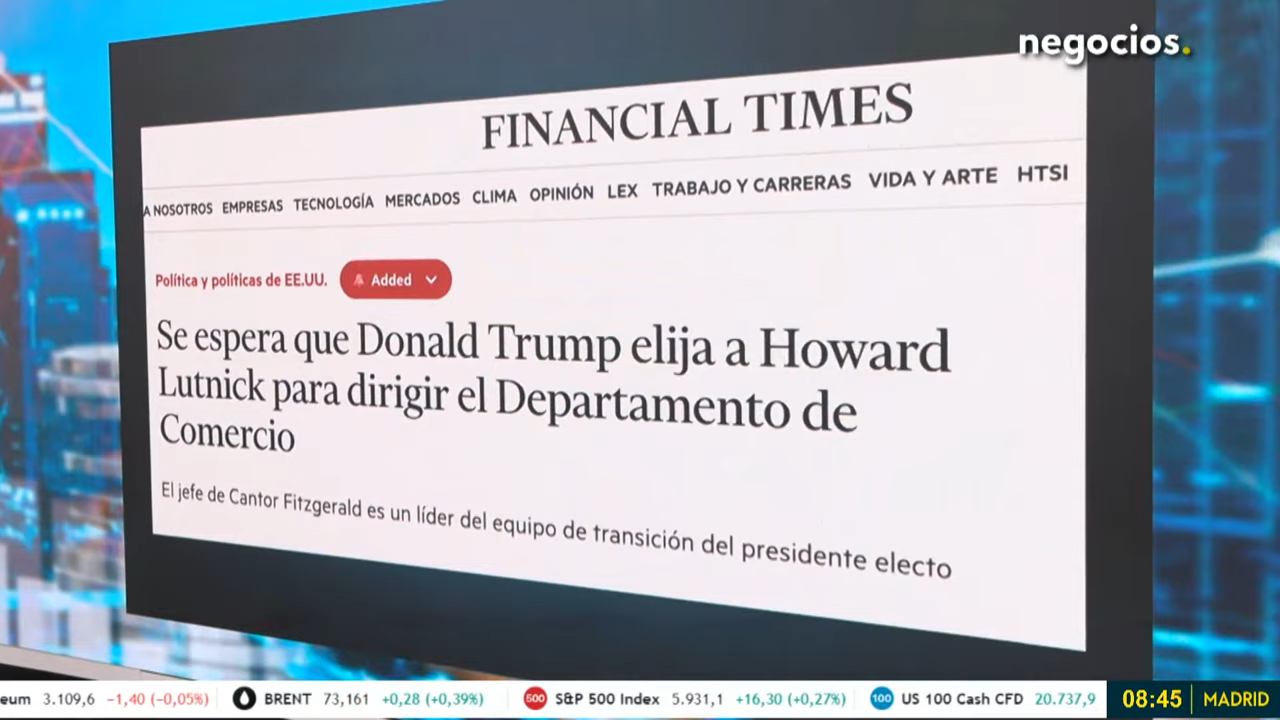 negocios.
FINANCIAL TIMES
A NOSOTROS EMPRESAS TECNOLOGÍA MERCADOS CLIMA OPINIÓN LEX TRABAJO Y CARRERAS VIDA Y ARTE HTSI
Política y políticas de EE.UU. Added
Se espera que Donald Trump elija a Howard
Lutnick para dirigir el Departamento de
Comercio
El jefe de Cantor Fitzgerald es un líder del equipo de transición del presidente electo
eum 3.109,6 −1,40 (−0,05%) BRENT 73,161 +0,28 (+0,39%) 500 S&P 500 Index 5.931,1 +16,30 (+0,27%) 100 US 100 Cash CFD 20.737,9 08:45 MADRID